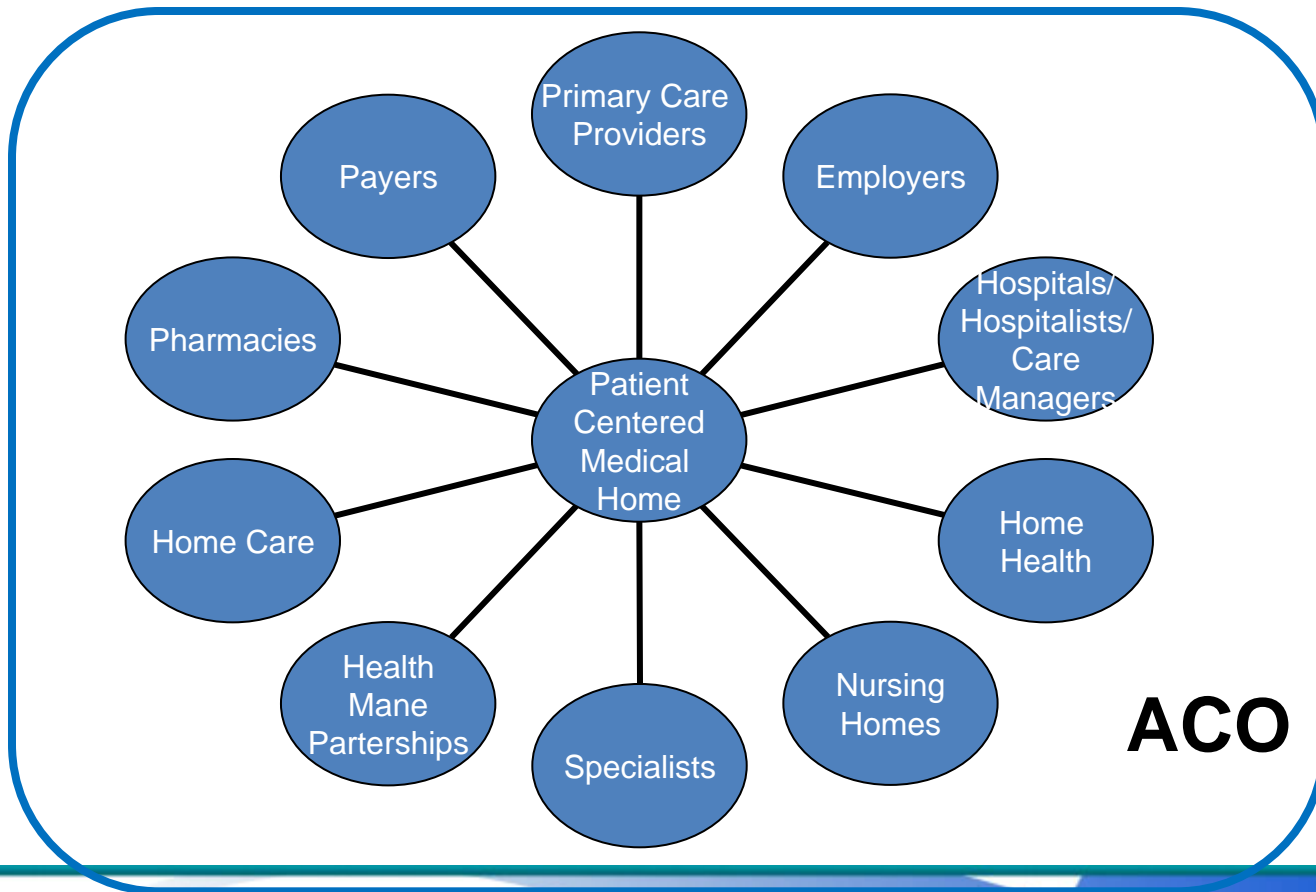 Primary Care
Providers
Payers
Employers
Pharmacies
Hospitals/
Hospitalists/
Care
Managers
Patient
Centered
Medical
Home
Home Care
Home
Health
Health
Mane
Parterships
Nursing
Homes
Specialists
ACO